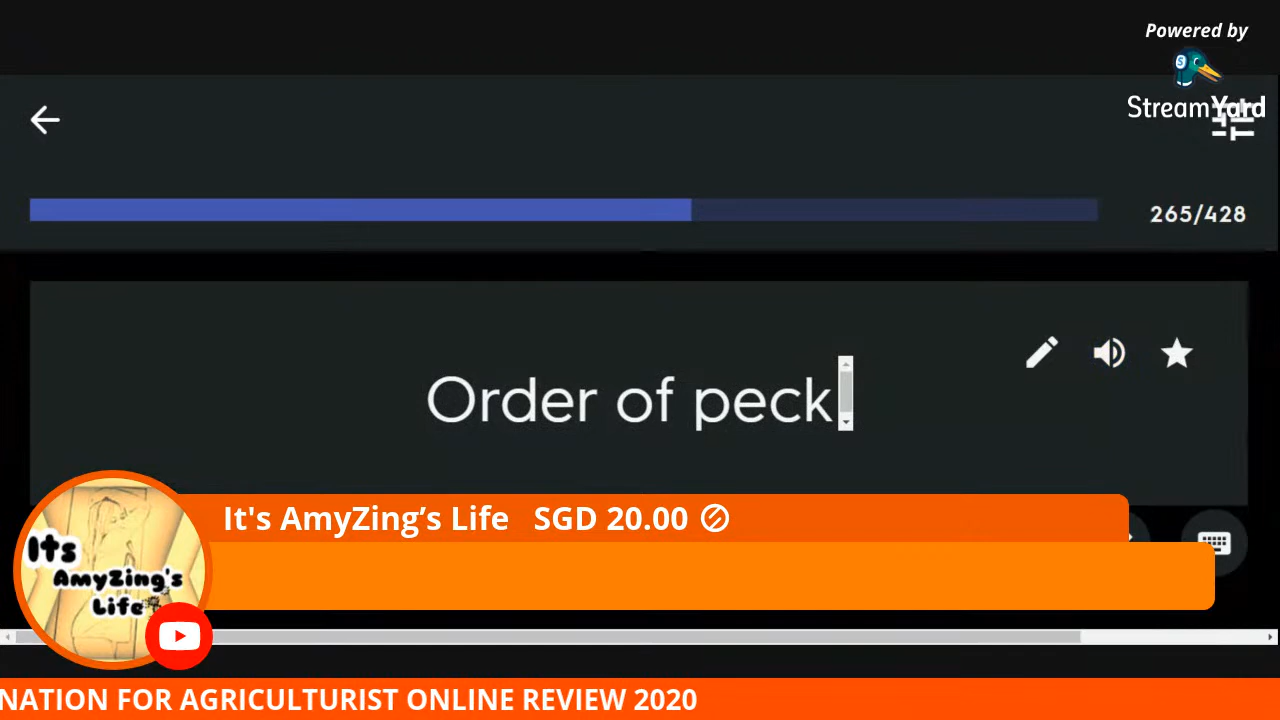 Powered by
StreamYard
265/428
Order of peck
It's AmyZing’s Life SGD 20.00
Its
AmyZing's
Life
NATION FOR AGRICULTURIST ONLINE REVIEW 2020